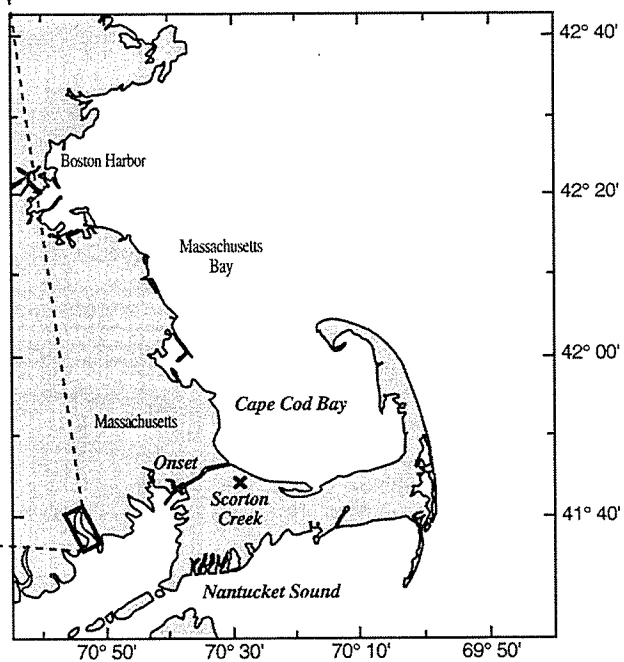 42° 40'
Boston Harbor
42° 20'
Massachusetts
Bay
42° 00'
Cape Cod Bay
Massachusetts
Onset
Scorton
Creek
41° 40'
Nantucket Sound
70° 50'
70° 30'
70° 10'
69° 50'